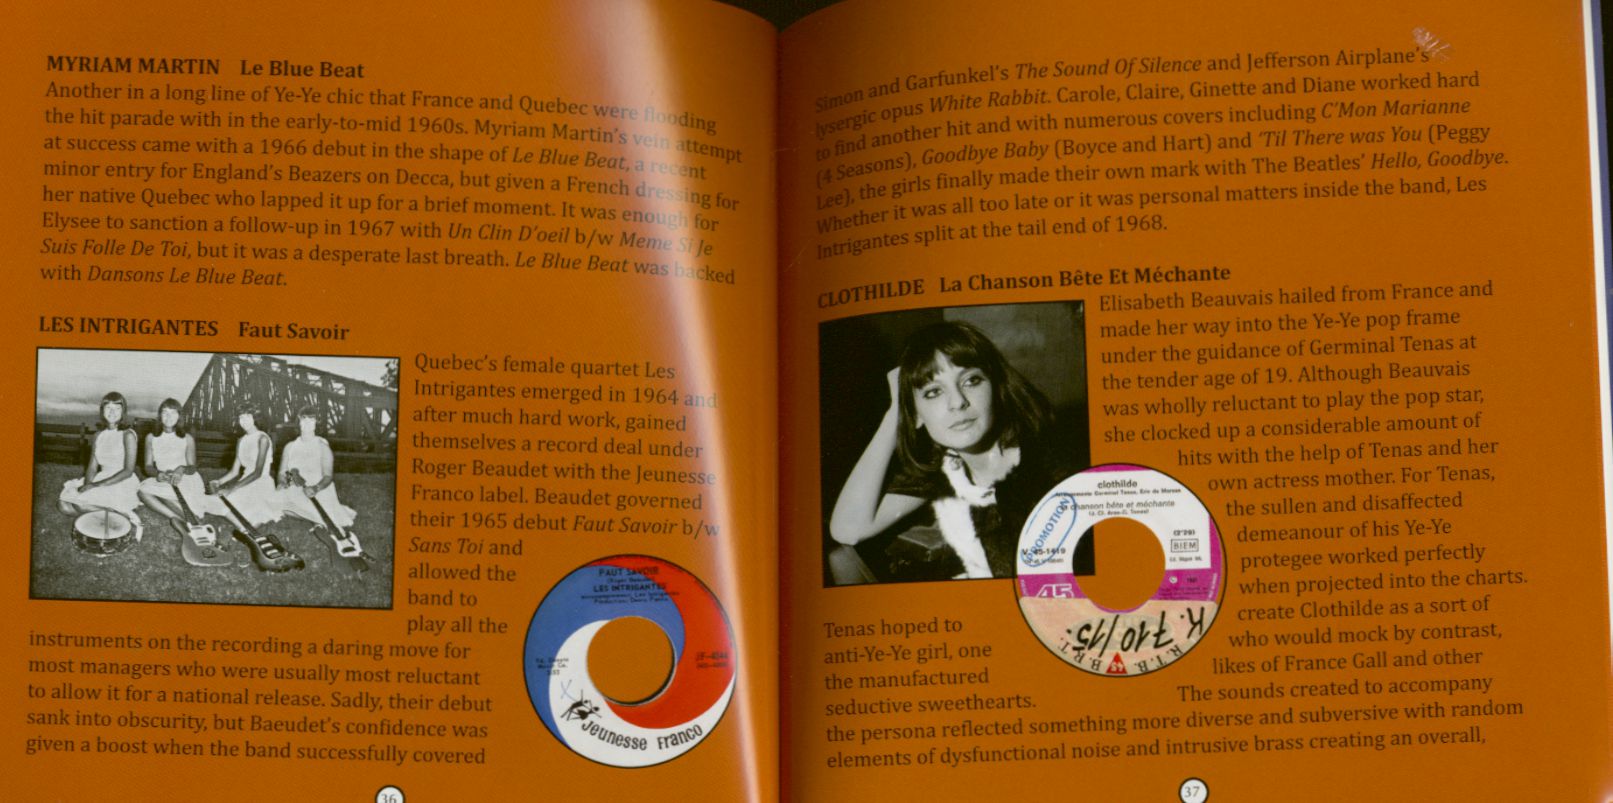 MYRIAM MARTIN Le Blue Beat
Another in a long line of Ye-Ye chic that France and Quebec were flooding
the hit parade with in the early-to-mid 1960s. Myriam Martin's vein attempt
at success came with a 1966 debut in the shape of Le Blue Beat, a recent
minor entry for England's Beazers on Decca, but given a French dressing for
her native Quebec who lapped it up for a brief moment. It was enough for
Elysee to sanction a follow-up in 1967 with Un Clin D'oeil b/w Meme Si Je
Suis Folle De Toi, but it was a desperate last breath. Le Blue Beat was backed
with Dansons Le Blue Beat.
LES INTRIGANTES Faut Savoir
Quebec's female quartet Les
Intrigantes emerged in 1964 and
after much hard work, gained
themselves a record deal under
Roger Beaudet with the Jeunesse
Franco label. Beaudet governed
their 1965 debut Faut Savoir b/w
Sans Toi and
allowed the
band to
play all the
instruments on the recording a daring move for
most managers who were usually most reluctant
to allow it for a national release. Sadly, their debut
sank into obscurity, but Baeudet's confidence was
given a boost when the band successfully covered
FAUT SAVOIR
LES INTRIGANTES
JF-4544
Jeunesse Franco
36
Simon and Garfunkel's The Sound Of Silence and Jefferson Airplane's
lysergic opus White Rabbit. Carole, Claire, Ginette and Diane worked hard
to find another hit and with numerous covers including C'Mon Marianne
(4 Seasons), Goodbye Baby (Boyce and Hart) and 'Til There was You (Peggy
Lee), the girls finally made their own mark with The Beatles' Hello, Goodbye.
Whether it was all too late or it was personal matters inside the band, Les
Intrigantes split at the tail end of 1968.
CLOTHILDE La Chanson Bête Et Méchante
Elisabeth Beauvais hailed from France and
made her way into the Ye-Ye pop frame
under the guidance of Germinal Tenas at
the tender age of 19. Although Beauvais
was wholly reluctant to play the pop star,
she clocked up a considerable amount of
hits with the help of Tenas and her
own actress mother. For Tenas,
the sullen and disaffected
demeanour of his Ye-Ye
protegee worked perfectly
when projected into the charts.
Tenas hoped to create Clothilde as a sort of
anti-Ye-Ye girl, one who would mock by contrast,
the manufactured likes of France Gall and other
seductive sweethearts. The sounds created to accompany
the persona reflected something more diverse and subversive with random
elements of dysfunctional noise and intrusive brass creating an overall,
clothilde
la chanson bête et méchante
PROMOTION
V. 45-1419
(2'29)
BIEM
45
K. 710/15
R.T.B. B.R.T.
37